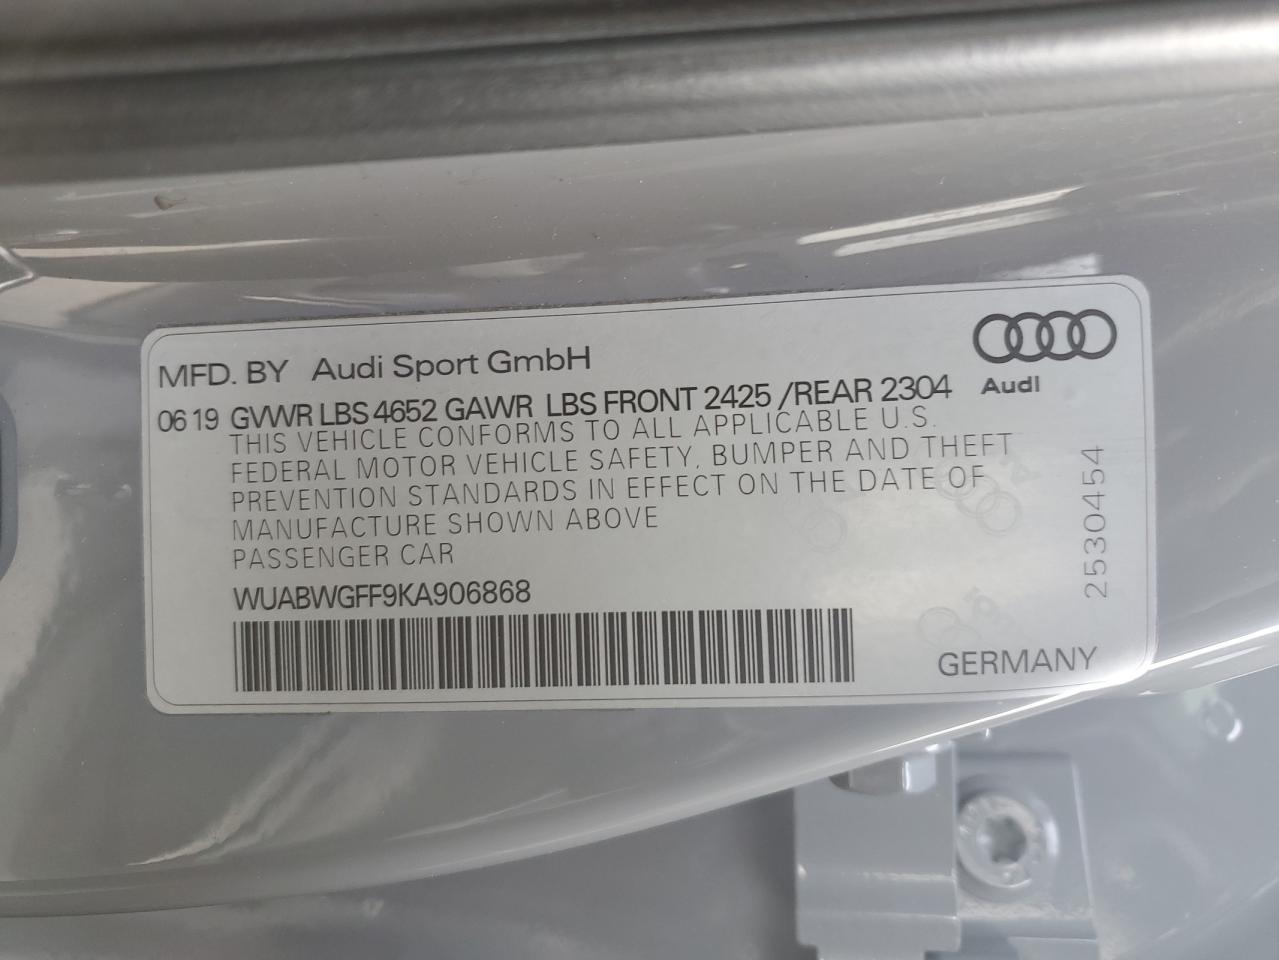 MFD. BY Audi Sport GmbH
Audi
06 19 GVWR LBS 4652 GAWR LBS FRONT 2425 /REAR 2304
THIS VEHICLE CONFORMS TO ALL APPLICABLE U.S.
FEDERAL MOTOR VEHICLE SAFETY, BUMPER AND THEFT
PREVENTION STANDARDS IN EFFECT ON THE DATE OF
MANUFACTURE SHOWN ABOVE
PASSENGER CAR
WUABWGFF9KA906868
2530454
GERMANY